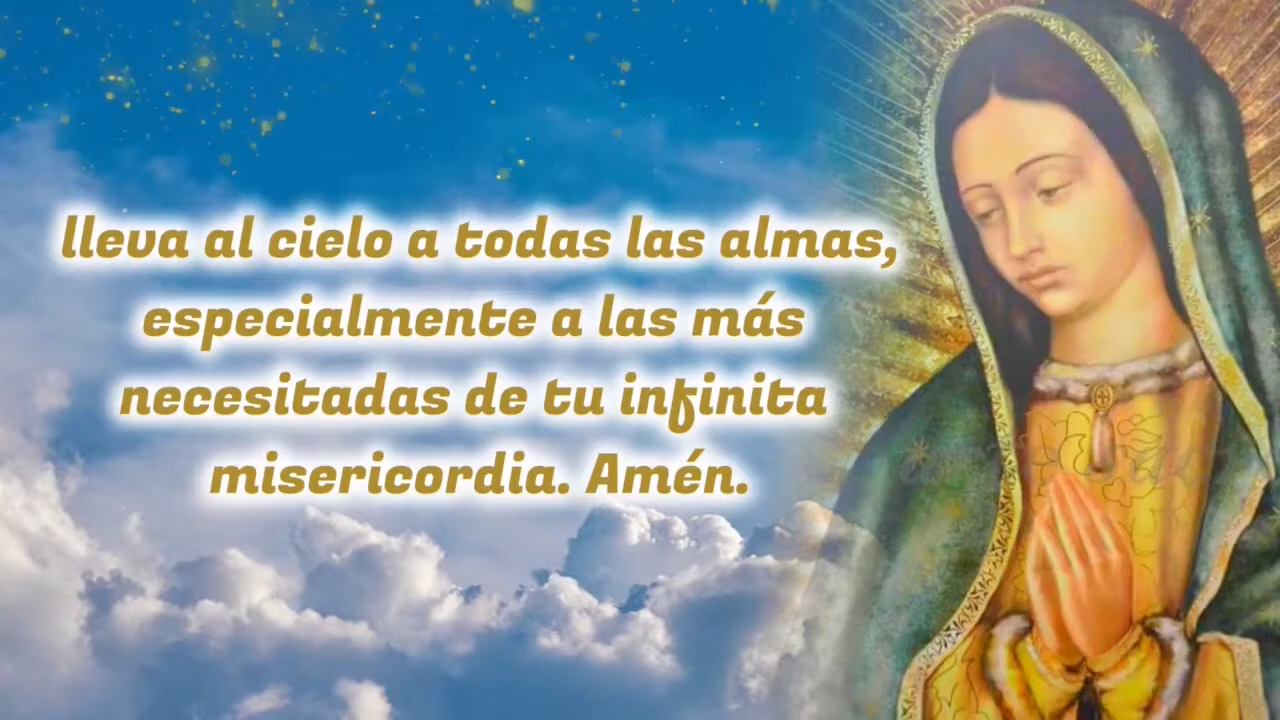 lleva al cielo a todas las almas,
especialmente a las más
necesitadas de tu infinita
misericordia. Amén.